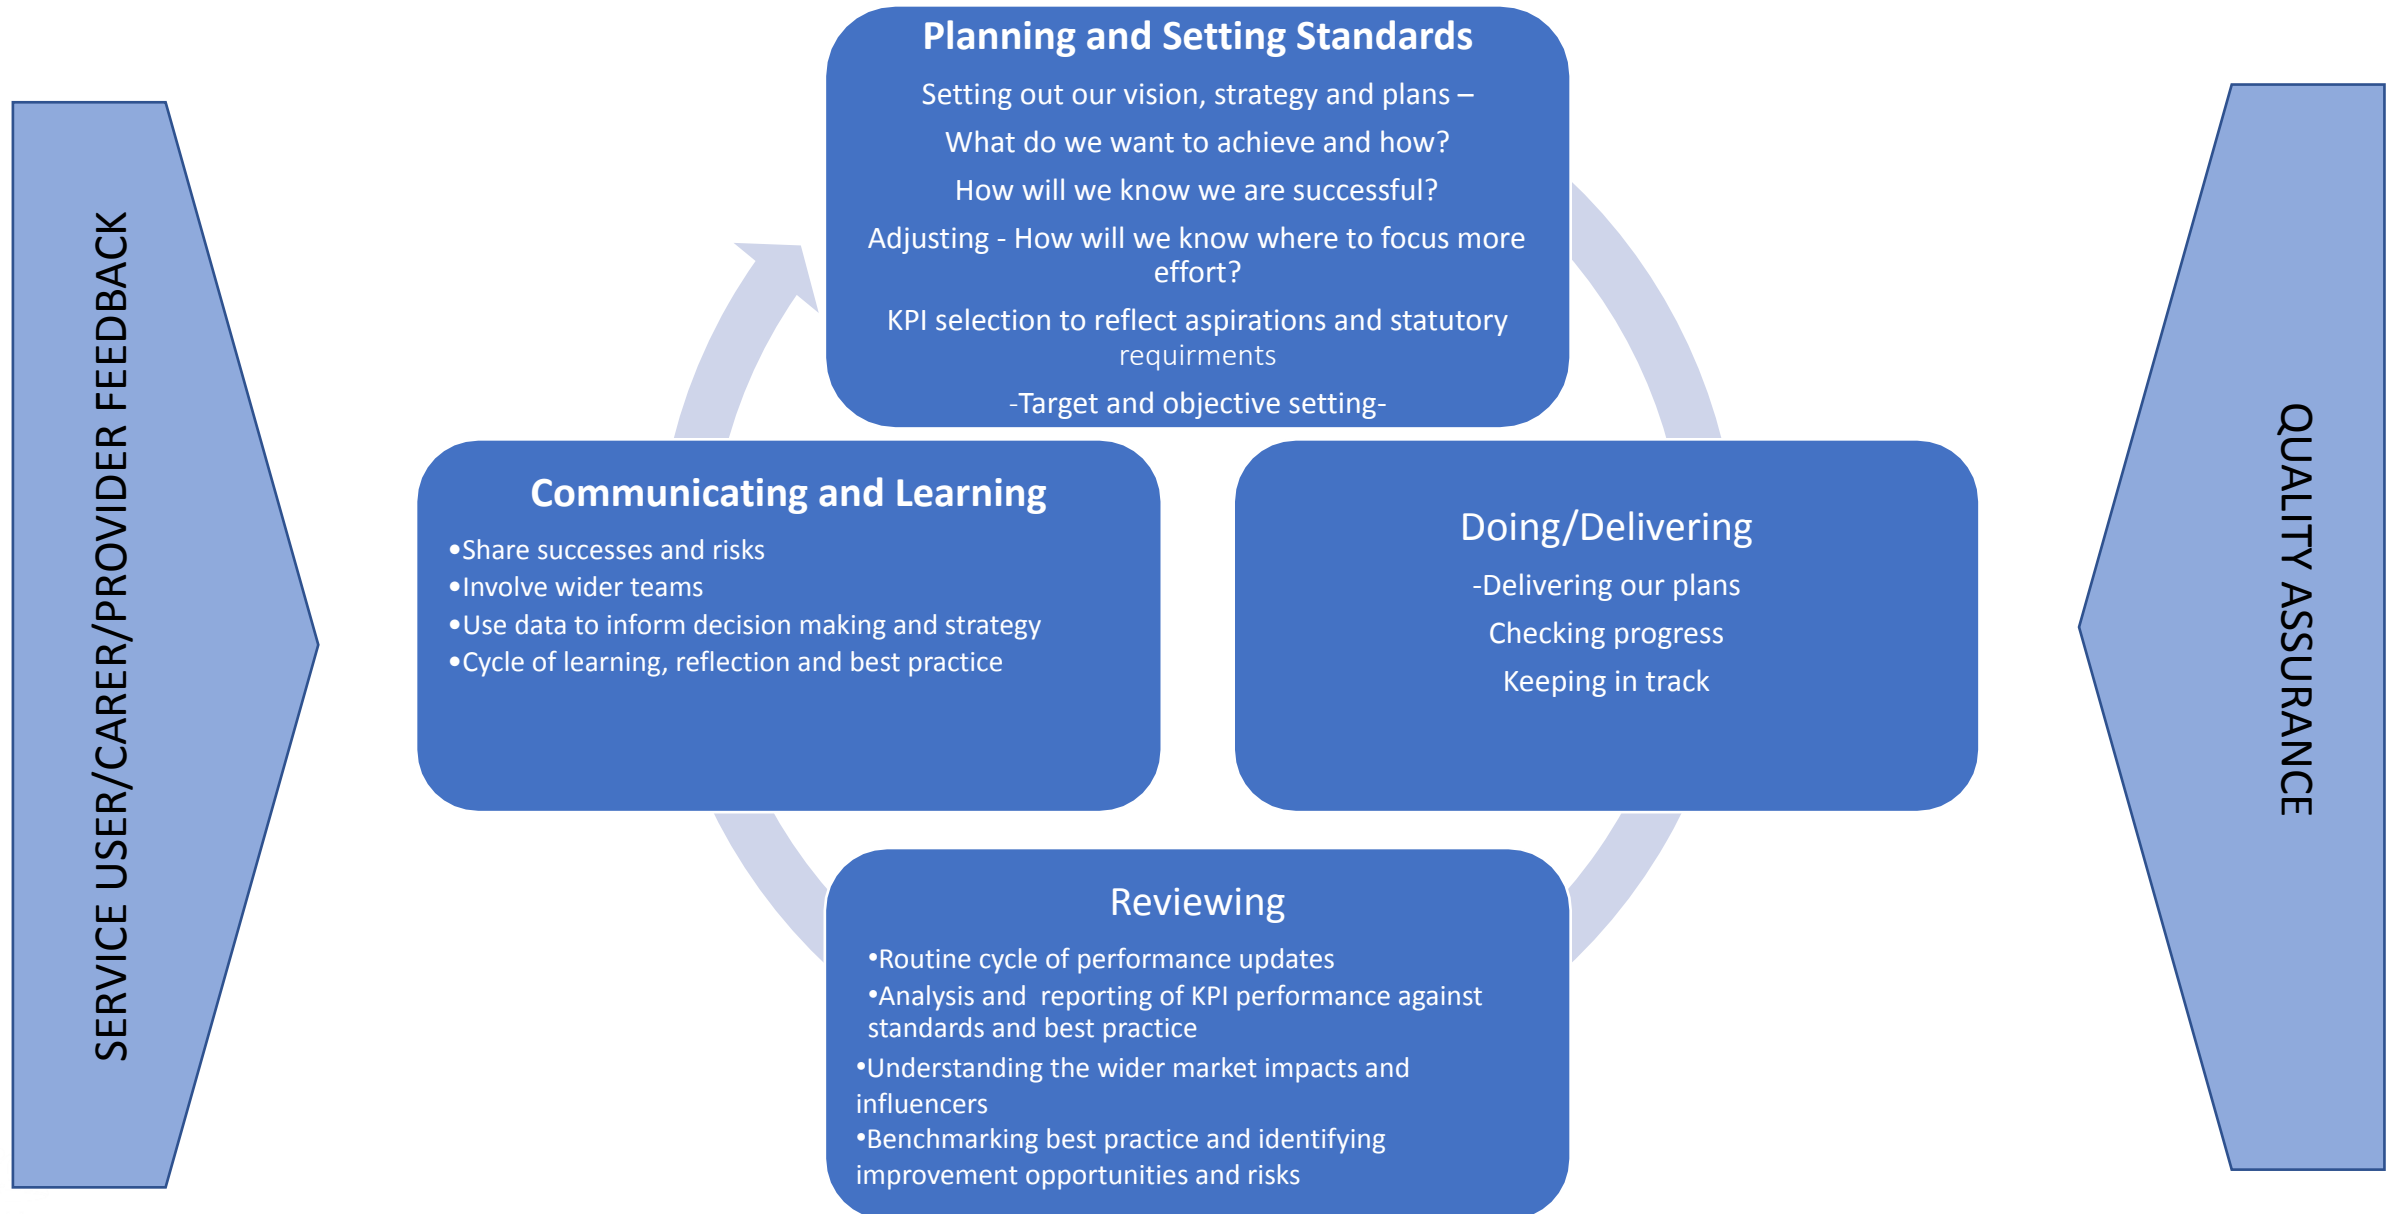 Planning and Setting Standards
Setting out our vision, strategy and plans –
What do we want to achieve and how?
How will we know we are successful?
Adjusting - How will we know where to focus more
effort?
KPI selection to reflect aspirations and statutory
requirments
-Target and objective setting-
SERVICE USER/CARER/PROVIDER FEEDBACK
Communicating and Learning
•Share successes and risks
•Involve wider teams
•Use data to inform decision making and strategy
•Cycle of learning, reflection and best practice
Doing/Delivering
-Delivering our plans
Checking progress
Keeping in track
QUALITY ASSURANCE
Reviewing
•Routine cycle of performance updates
•Analysis and  reporting of KPI performance against
standards and best practice
•Understanding the wider market impacts and
influencers
•Benchmarking best practice and identifying
improvement opportunities and risks